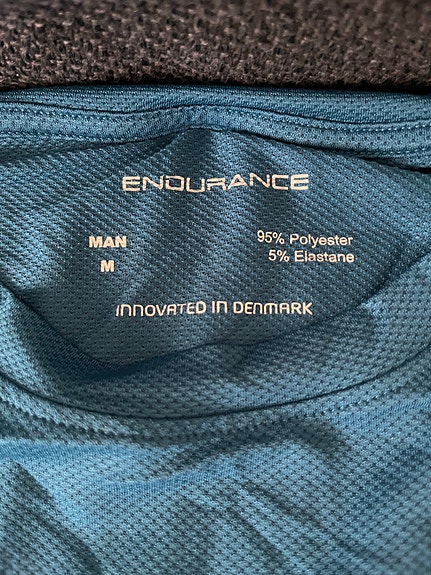 ENDURANCE
MAN
M
95% Polyester
5% Elastane
INNOVATED IN DENMARK